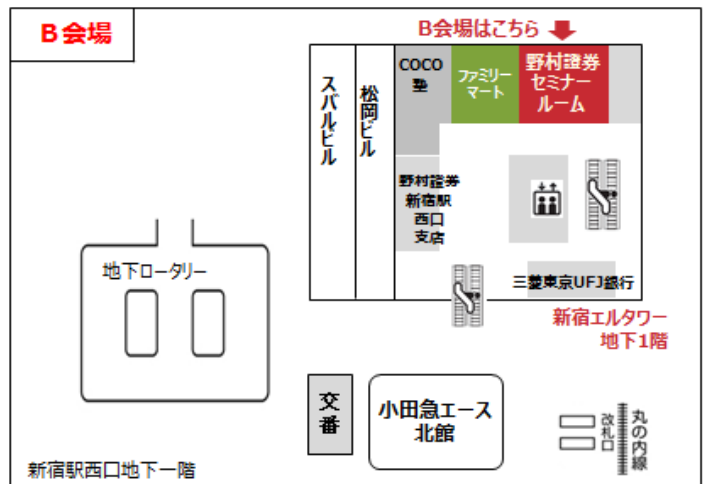 B会場
B会場はこちら
スバルビル
松岡ビル
COCO
塾
ファミリー
マート
野村證券
セミナー
ルーム
野村證券
新宿駅
西口
支店
三菱東京UFJ銀行
新宿エルタワー
地下1階
地下ロータリー
交番
小田急エース
北館
改札口
丸の内線
新宿駅西口地下一階